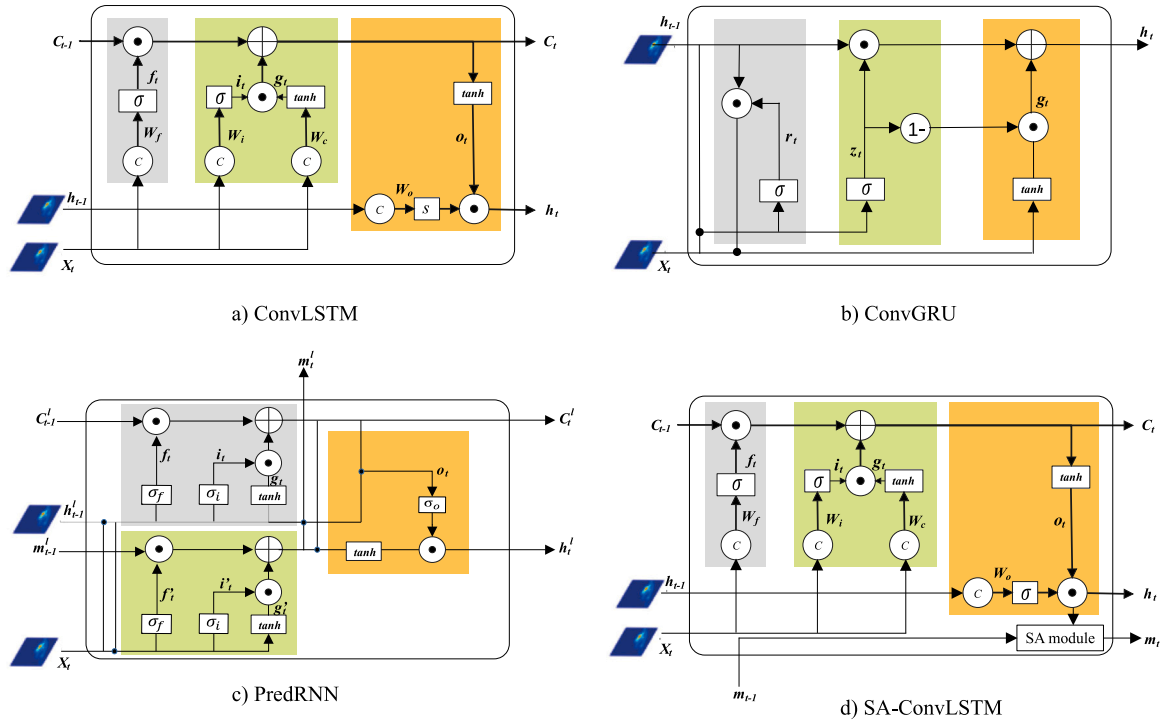 C_{t-1}
f_t
σ
W_f
C
i_t
g_t
σ
tanh
W_i
W_c
C
C
C_t
tanh
o_t
h_{t-1}
W_o
C
S
h_t
X_t
a) ConvLSTM
h_{t-1}
h_t
r_t
σ
z_t
1-
σ
g_t
tanh
X_t
b) ConvGRU
m_t^l
C_{t-1}^l
C_t^l
f_t
i_t
g_t
σ_f
σ_i
tanh
o_t
σ_o
h_{t-1}^l
m_{t-1}^l
tanh
h_t^l
f'_t
i'_t
g'_t
σ_f
σ_i
tanh
X_t
c) PredRNN
C_{t-1}
f_t
σ
W_f
C
i_t
g_t
σ
tanh
W_i
W_c
C
C
C_t
tanh
o_t
h_{t-1}
W_o
C
σ
h_t
X_t
SA module
m_t
m_{t-1}
d) SA-ConvLSTM